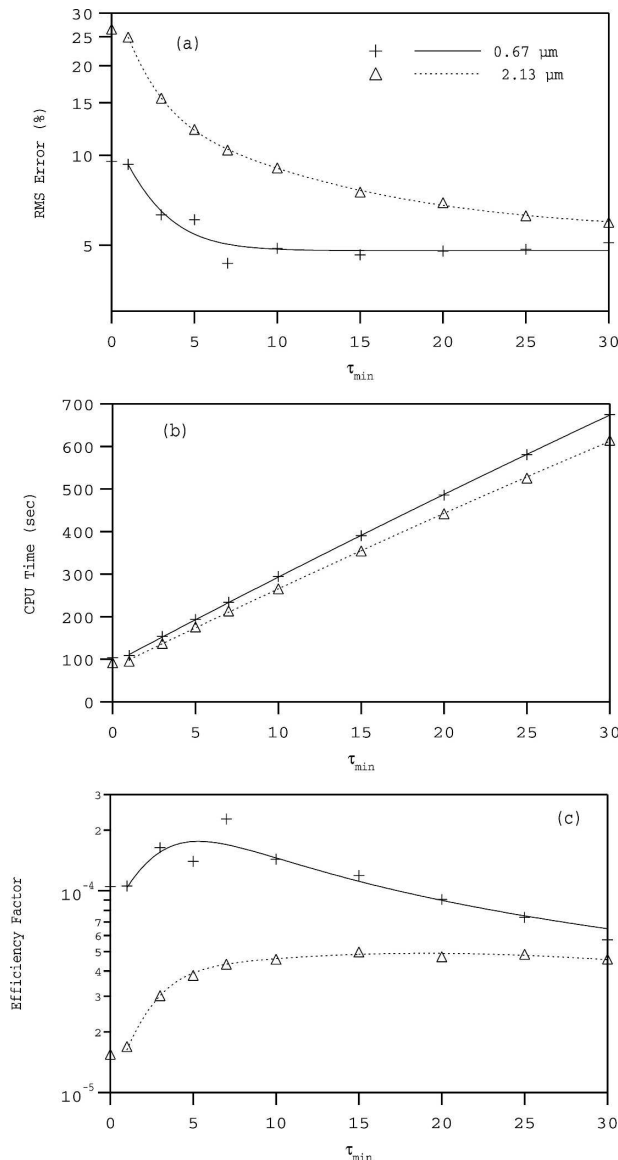 30
25
20
15
10
5
RMS Error (%)
(a)
0.67 µm
2.13 µm
0 5 10 15 20 25 30
τmin
700
600
500
400
300
200
100
0
CPU Time (sec)
(b)
0 5 10 15 20 25 30
τmin
3
2
10⁻⁴
7
6
5
4
3
2
10⁻⁵
Efficiency Factor
(c)
0 5 10 15 20 25 30
τmin